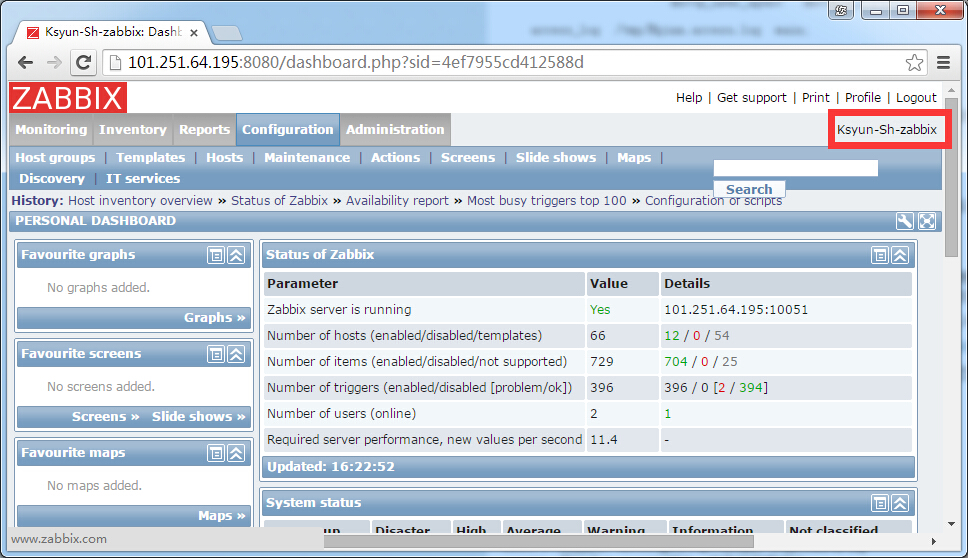 Ksyun-Sh-zabbix: Dashb
101.251.64.195:8080/dashboard.php?sid=4ef7955cd412588d
ZABBIX
Help | Get support | Print | Profile | Logout
Monitoring Inventory Reports Configuration Administration
Ksyun-Sh-zabbix
Host groups | Templates | Hosts | Maintenance | Actions | Screens | Slide shows | Maps |
Discovery | IT services
Search
History: Host inventory overview » Status of Zabbix » Availability report » Most busy triggers top 100 » Configuration of scripts
PERSONAL DASHBOARD
Favourite graphs
No graphs added.
Graphs »
Favourite screens
No screens added.
Screens » Slide shows »
Favourite maps
No maps added.
Maps »
Status of Zabbix
Parameter Value Details
Zabbix server is running Yes 101.251.64.195:10051
Number of hosts (enabled/disabled/templates) 66 12 / 0 / 54
Number of items (enabled/disabled/not supported) 729 704 / 0 / 25
Number of triggers (enabled/disabled [problem/ok]) 396 396 / 0 [2 / 394]
Number of users (online) 2 1
Required server performance, new values per second 11.4 -
Updated: 16:22:52
System status
Disaster High Average Warning Information Not classified
www.zabbix.com